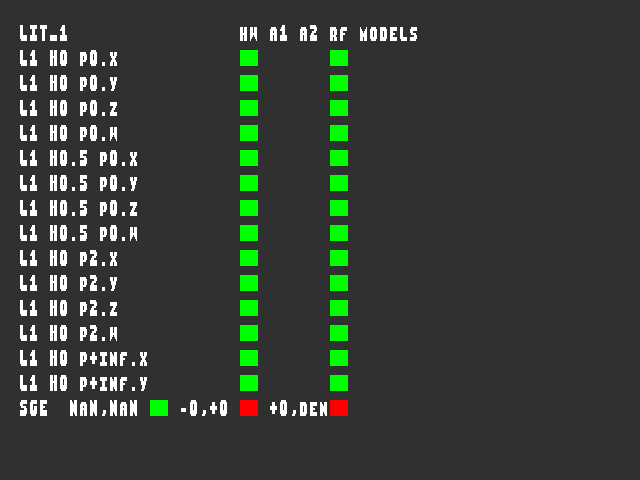 LIT_1 HW A1 A2 RF MODELS
L1 H0 P0.X
L1 H0 P0.Y
L1 H0 P0.Z
L1 H0 P0.W
L1 H0.5 P0.X
L1 H0.5 P0.Y
L1 H0.5 P0.Z
L1 H0.5 P0.W
L1 H0 P2.X
L1 H0 P2.Y
L1 H0 P2.Z
L1 H0 P2.W
L1 H0 P+INF.X
L1 H0 P+INF.Y
SGE NAN,NAN -0,+0 +0,DEN